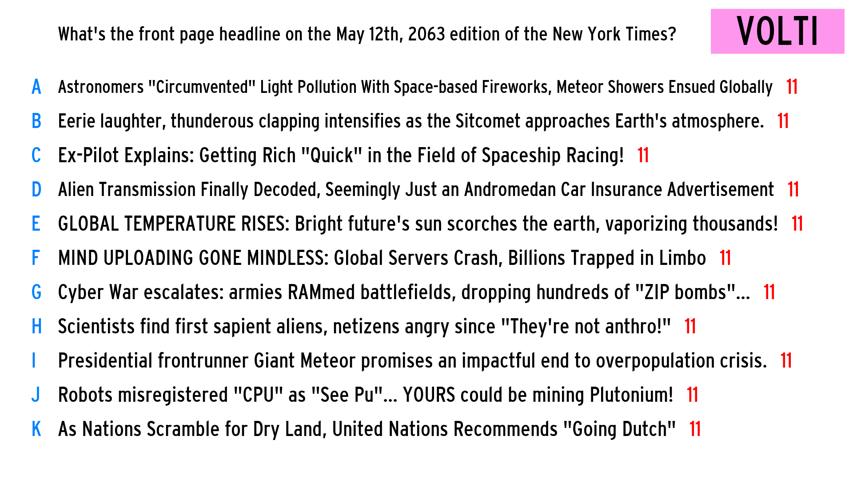 What's the front page headline on the May 12th, 2063 edition of the New York Times?
VOLTI
A Astronomers "Circumvented" Light Pollution With Space-based Fireworks, Meteor Showers Ensued Globally 11
B Eerie laughter, thunderous clapping intensifies as the Sitcomet approaches Earth's atmosphere. 11
C Ex-Pilot Explains: Getting Rich "Quick" in the Field of Spaceship Racing! 11
D Alien Transmission Finally Decoded, Seemingly Just an Andromedan Car Insurance Advertisement 11
E GLOBAL TEMPERATURE RISES: Bright future's sun scorches the earth, vaporizing thousands! 11
F MIND UPLOADING GONE MINDLESS: Global Servers Crash, Billions Trapped in Limbo 11
G Cyber War escalates: armies RAMmed battlefields, dropping hundreds of "ZIP bombs"... 11
H Scientists find first sapient aliens, netizens angry since "They're not anthro!" 11
I Presidential frontrunner Giant Meteor promises an impactful end to overpopulation crisis. 11
J Robots misregistered "CPU" as "See Pu"... YOURS could be mining Plutonium! 11
K As Nations Scramble for Dry Land, United Nations Recommends "Going Dutch" 11